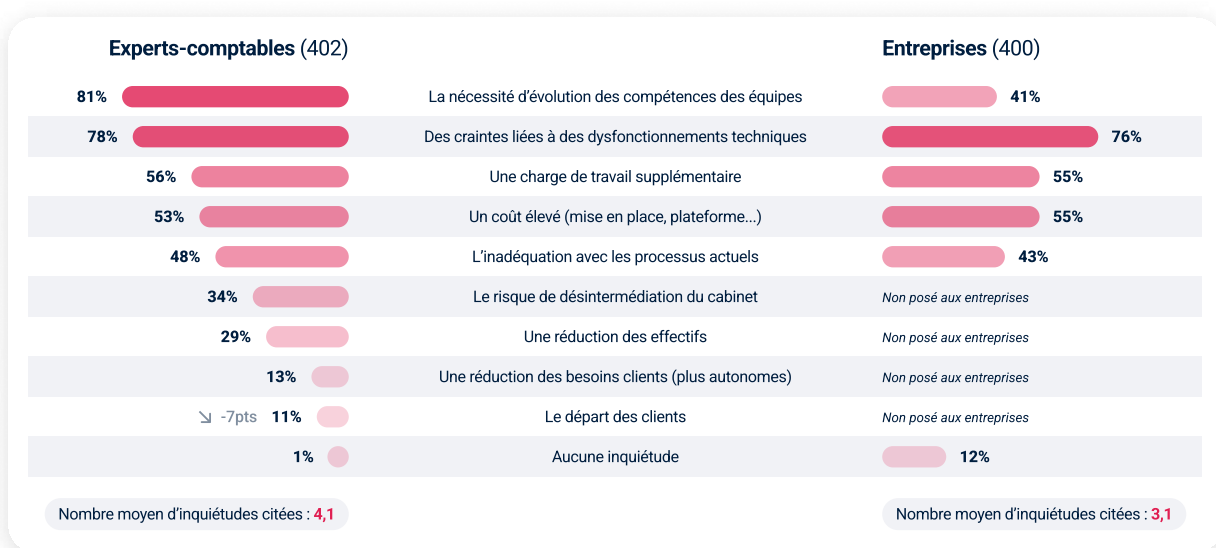 Experts-comptables (402) Entreprises (400)
81% La nécessité d’évolution des compétences des équipes 41%
78% Des craintes liées à des dysfonctionnements techniques 76%
56% Une charge de travail supplémentaire 55%
53% Un coût élevé (mise en place, plateforme...) 55%
48% L’inadéquation avec les processus actuels 43%
34% Le risque de désintermédiation du cabinet Non posé aux entreprises
29% Une réduction des effectifs Non posé aux entreprises
13% Une réduction des besoins clients (plus autonomes) Non posé aux entreprises
-7pts 11% Le départ des clients Non posé aux entreprises
1% Aucune inquiétude 12%
Nombre moyen d’inquiétudes citées : 4,1 Nombre moyen d’inquiétudes citées : 3,1